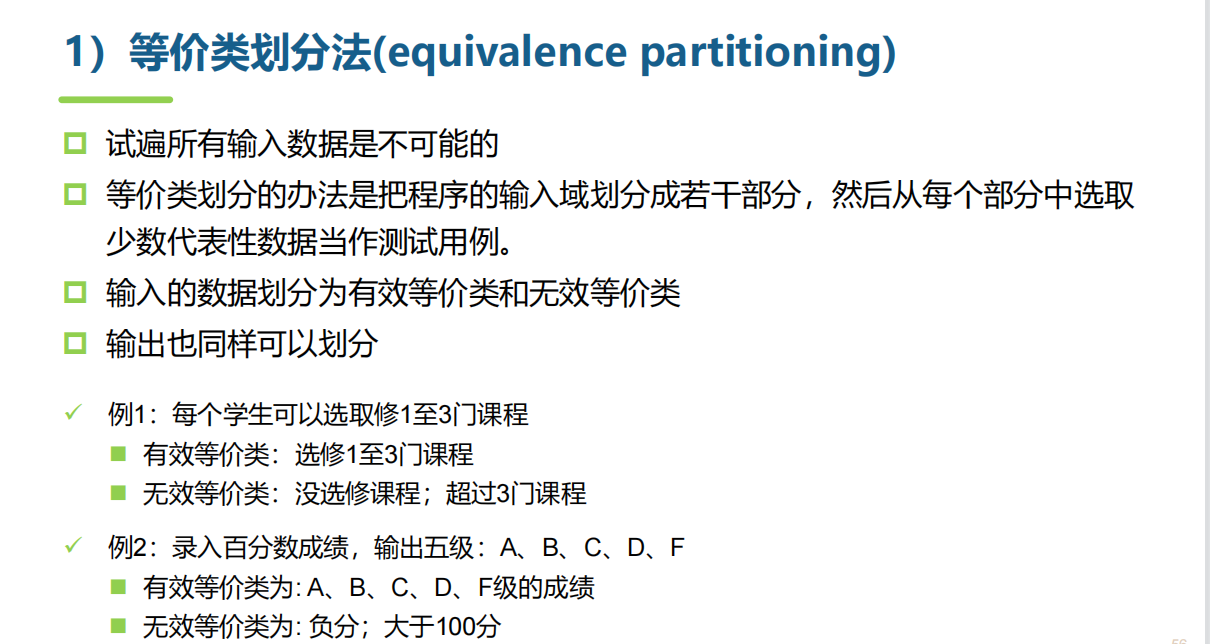 1）等价类划分法(equivalence partitioning)
试遍所有输入数据是不可能的
等价类划分的办法是把程序的输入域划分成若干部分，然后从每个部分中选取
少数代表性数据当作测试用例。
输入的数据划分为有效等价类和无效等价类
输出也同样可以划分
例1：每个学生可以选取修1至3门课程
有效等价类：选修1至3门课程
无效等价类：没选修课程；超过3门课程
例2：录入百分数成绩，输出五级：A、B、C、D、F
有效等价类为: A、B、C、D、F级的成绩
无效等价类为: 负分；大于100分
56